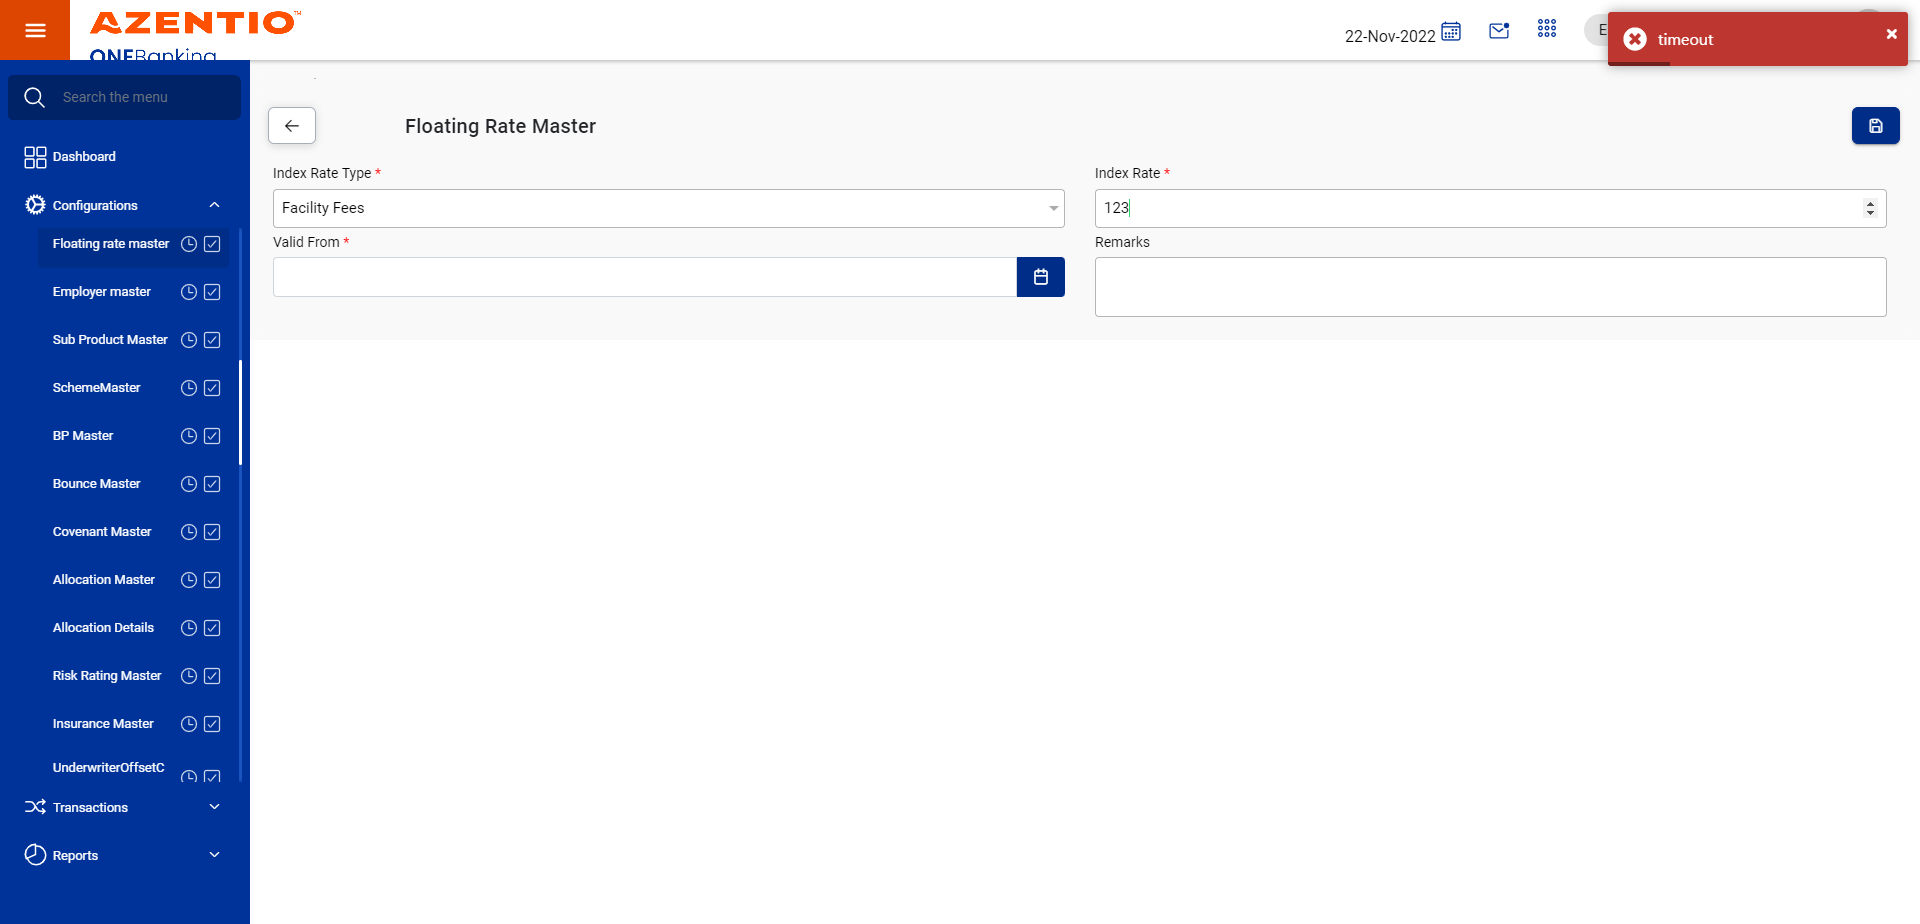 AZENTIO™
ONEBanking
22-Nov-2022
E
timeout
Search the menu
Dashboard
Configurations
Floating rate master
Employer master
Sub Product Master
SchemeMaster
BP Master
Bounce Master
Covenant Master
Allocation Master
Allocation Details
Risk Rating Master
Insurance Master
UnderwriterOffsetC
Transactions
Reports
Floating Rate Master
Index Rate Type *
Facility Fees
Index Rate *
123
Valid From *
Remarks